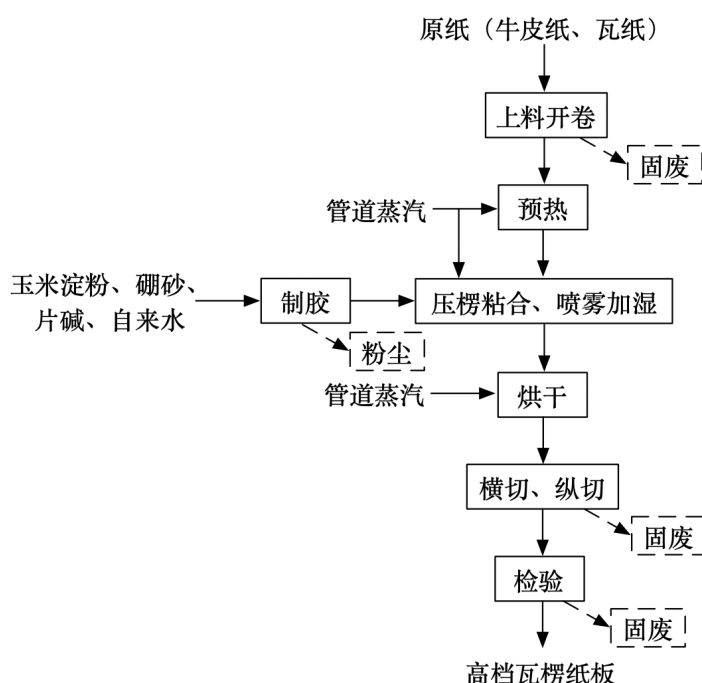 原纸（牛皮纸、瓦纸）
上料开卷
固废
管道蒸汽
预热
玉米淀粉、硼砂、
片碱、自来水
制胶
压楞粘合、喷雾加湿
粉尘
管道蒸汽
烘干
横切、纵切
固废
检验
固废
高档瓦楞纸板